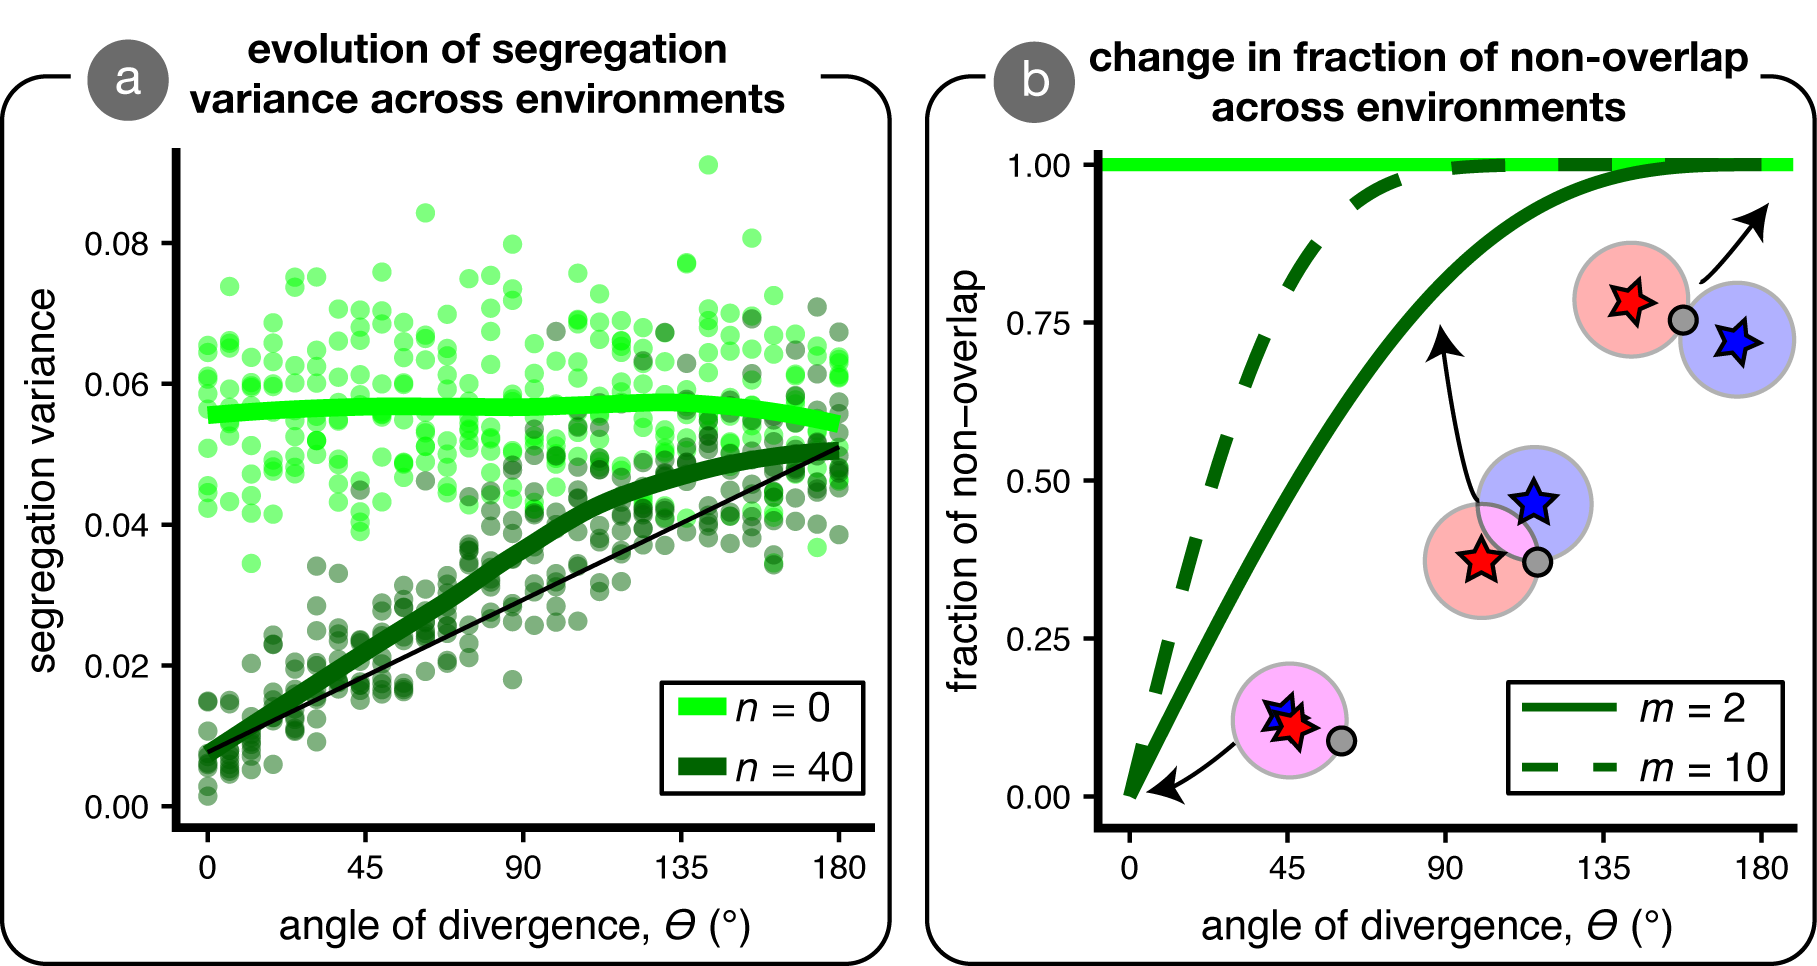 a
evolution of segregation
variance across environments
segregation variance
0.08
0.06
0.04
0.02
0.00
0 45 90 135 180
angle of divergence, Θ (°)
n = 0
n = 40
b
change in fraction of non-overlap
across environments
fraction of non–overlap
1.00
0.75
0.50
0.25
0.00
0 45 90 135 180
angle of divergence, Θ (°)
m = 2
m = 10